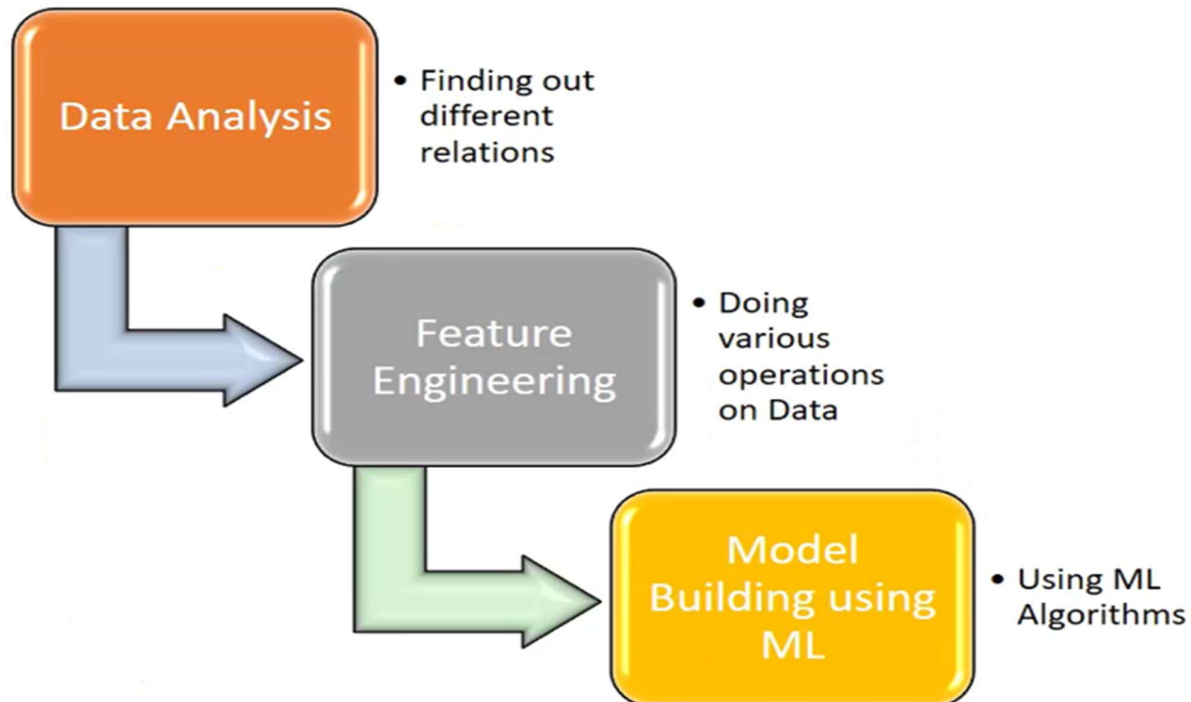 Data Analysis
• Finding out
different
relations
Feature
Engineering
• Doing
various
operations
on Data
Model
Building using
ML
• Using ML
Algorithms